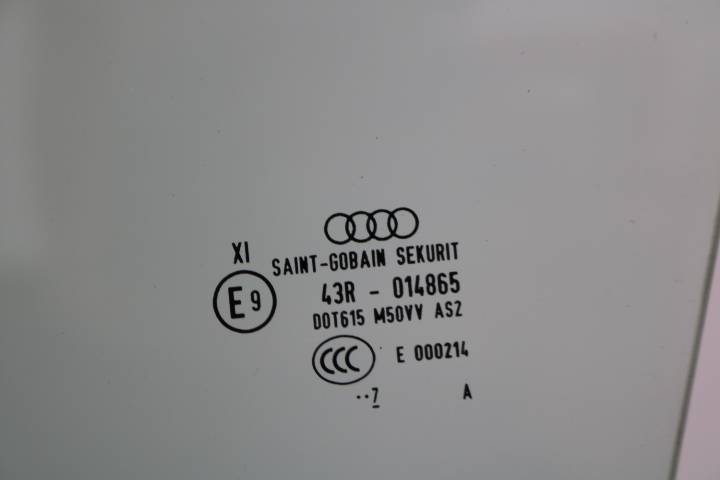 XI
SAINT-GOBAIN SEKURIT
E9
43R - 014865
DOT615 M50VV AS2
CCC E 000214
..7 A